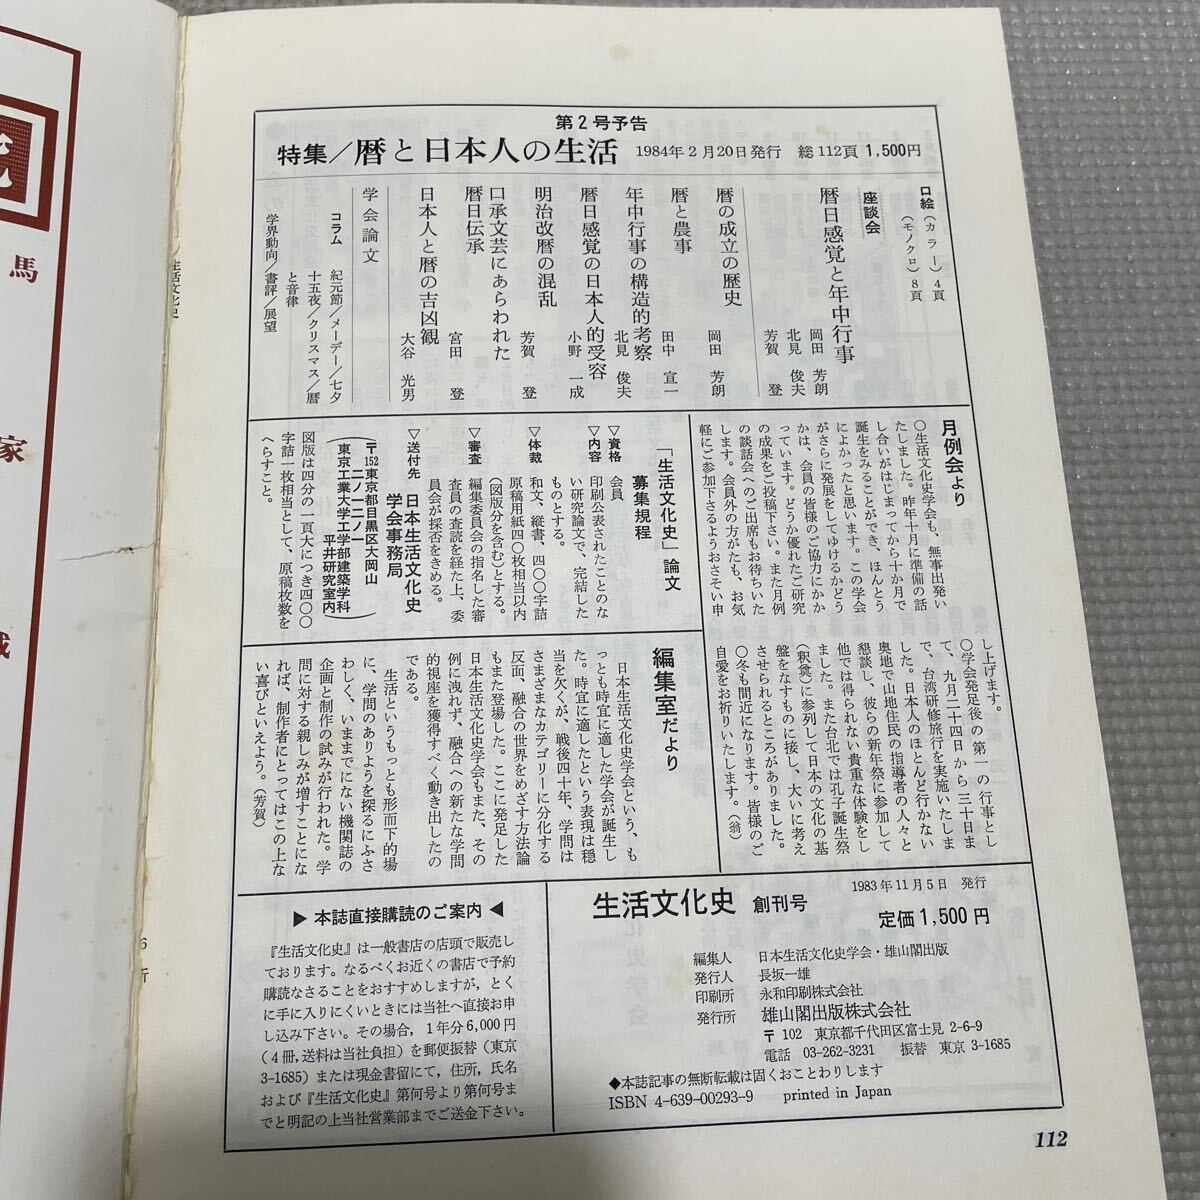 第2号予告
特集／暦と日本人の生活 1984年2月20日発行 総112頁 1,500円
口絵（カラー）4頁
（モノクロ）8頁
座談会
暦日感覚と年中行事
岡田 芳朗
北見 俊夫
芳賀 登
暦の成立の歴史 岡田 芳朗
暦と農事 田中 宣一
年中行事の構造的考察 北見 俊夫
暦日感覚の日本人的受容 小野 一成
明治改暦の混乱 芳賀 登
口承文芸にあらわれた
暦日伝承 宮田 登
日本人と暦の吉凶観 大谷 光男
学会論文
コラム 紀元節／メーデー／七夕
十五夜／クリスマス／暦
と音律
学界動向／書評／展望
月例会より
○生活文化史学会も、無事出発い
たしました。昨年十月に準備の話
し合いがはじまってから十か月で
誕生をみることができ、ほんとう
によかったと思います。この学会
がさらに発展をしてゆけるかどう
かは、会員の皆様のご協力にかか
っています。どうか優れたご研究
の成果をご投稿下さい。また月例
の談話会へのご出席もお待ちいた
します。会員外の方がたも、お気
軽にご参加下さるようおさそい申
し上げます。
○学会発足後の第一の行事とし
て、九月二十四日から三十日ま
で、台湾研修旅行を実施いたしま
した。日本人のほとんど行かない
奥地で山地住民の指導者の人々と
懇談し、彼らの新年祭に参加して
他では得られない貴重な体験をし
ました。また台北では孔子誕生祭
（釈奠）に参列して日本の文化の基
盤をなすものに接し、大いに考え
させられるところがありました。
○冬も間近になります。皆様のご
自愛をお祈りいたします。（翁）
「生活文化史」論文
募集規程
▽資格 会員
▽内容 印刷公表されたことのな
い研究論文で、完結した
ものとする。
▽体裁 和文、縦書、四〇〇字詰
原稿用紙四〇枚相当以内
（図版分を含む）とする。
▽審査 編集委員会の指名した審
査員の査読を経た上、委
員会が採否をきめる。
▽送付先 日本生活文化史
学会事務局
〒152東京都目黒区大岡山
二ノ一二ノ一
東京工業大学工学部建築学科
平井研究室内
図版は四分の一頁大につき四〇〇
字詰一枚相当として、原稿枚数を
へらすこと。
編集室だより
日本生活文化史学会という、も
っとも時宜に適した学会が誕生し
た。時宜に適したという表現は穏
当を欠くが、戦後四十年、学問は
さまざまなカテゴリーに分化する
反面、融合の世界をめざす方法論
もまた登場した。ここに発足した
日本生活文化史学会もまた、その
例に洩れず、融合への新たな学問
的視座を獲得すべく動き出したの
である。
生活というもっとも形而下的場
に、学問のありようを探るにふさ
わしく、いままでにない機関誌の
企画と制作の試みが行われた。学
問に対する親しみが増すことにな
れば、制作者にとってはこの上な
い喜びといえよう。（芳賀）
▶ 本誌直接購読のご案内 ◀
『生活文化史』は一般書店の店頭で販売し
ております。なるべくお近くの書店で予約
購読なさることをおすすめしますが、とく
に手に入りにくいときには当社へ直接お申
し込み下さい。その場合，1年分6,000円
（4冊，送料は当社負担）を郵便振替（東京
3-1685）または現金書留にて，住所，氏名
および『生活文化史』第何号より第何号ま
でと明記の上当社営業部までご送金下さい。
生活文化史 創刊号 1983年11月5日 発行
定価1,500円
編集人 日本生活文化史学会・雄山閣出版
発行人 長坂一雄
印刷所 永和印刷株式会社
発行所 雄山閣出版株式会社
〒102 東京都千代田区富士見2-6-9
電話 03-262-3231 振替 東京3-1685
◆本誌記事の無断転載は固くおことわりします
ISBN 4-639-00293-9 printed in Japan
112
馬
家
生活文化史